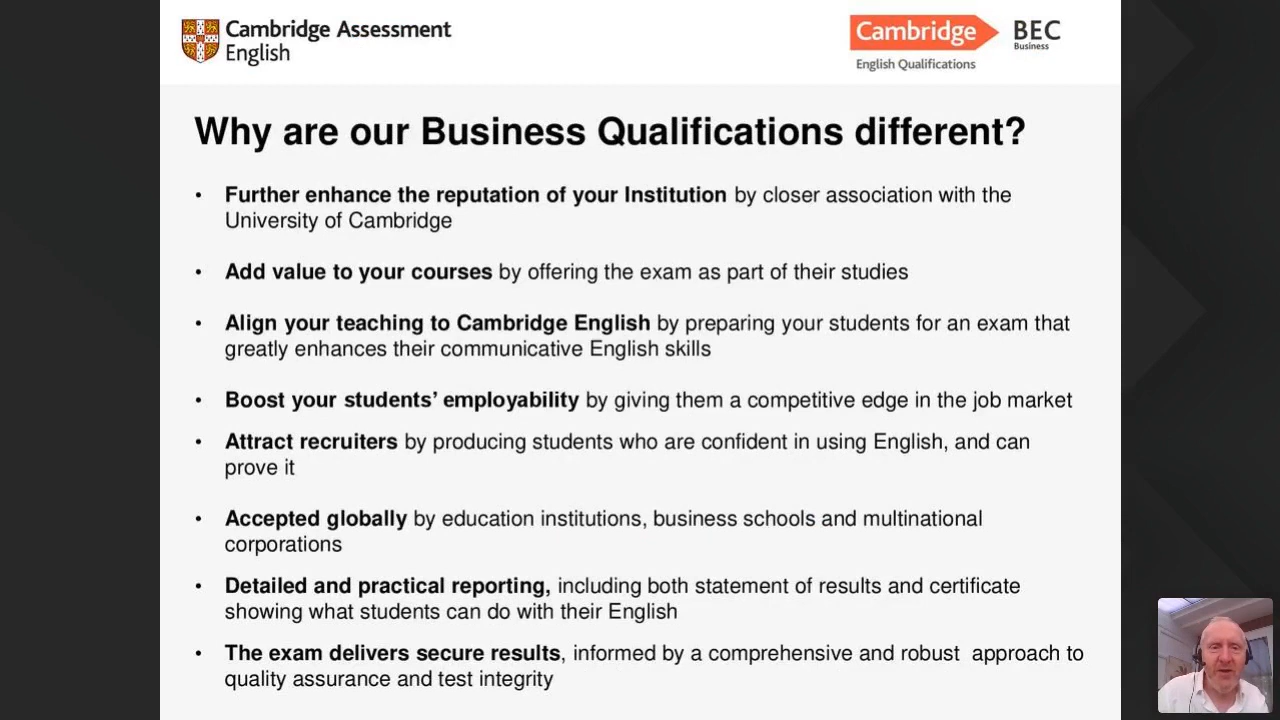 Cambridge Assessment
English
Cambridge
English Qualifications
BEC
Business
Why are our Business Qualifications different?
• Further enhance the reputation of your Institution by closer association with the
University of Cambridge
• Add value to your courses by offering the exam as part of their studies
• Align your teaching to Cambridge English by preparing your students for an exam that
greatly enhances their communicative English skills
• Boost your students’ employability by giving them a competitive edge in the job market
• Attract recruiters by producing students who are confident in using English, and can
prove it
• Accepted globally by education institutions, business schools and multinational
corporations
• Detailed and practical reporting, including both statement of results and certificate
showing what students can do with their English
• The exam delivers secure results, informed by a comprehensive and robust approach to
quality assurance and test integrity